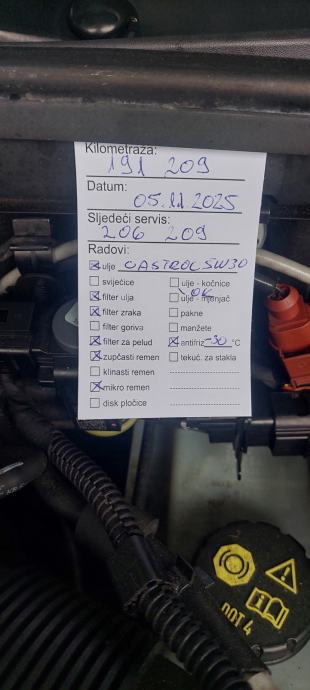 Kilometraža:
191 209
Datum:
05.11.2025
Sljedeći servis:
206 209
Radovi:
ulje CASTROL 5W30
svijećice
ulje - kočnice
filter ulja
ulje - mjenjač OK
filter zraka
pakne
filter goriva
manžete
filter za pelud
antifriz -30 °C
zupčasti remen
tekuć. za stakla
klinasti remen
mikro remen
disk pločice
DOT 4